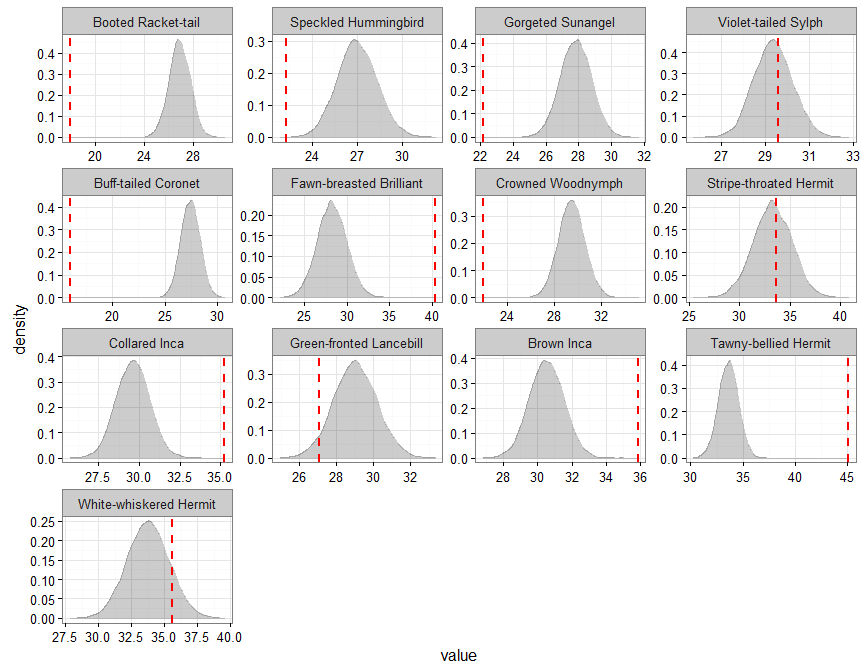 Booted Racket-tail Speckled Hummingbird Gorgeted Sunangel Violet-tailed Sylph
0.4 0.3 0.2 0.1 0.0
0.3 0.2 0.1 0.0
0.4 0.3 0.2 0.1 0.0
0.4 0.3 0.2 0.1 0.0
20 24 28 24 27 30 22 24 26 28 30 32 27 29 31 33
Buff-tailed Coronet Fawn-breasted Brilliant Crowned Woodnymph Stripe-throated Hermit
0.4 0.3 0.2 0.1 0.0
0.20 0.15 0.10 0.05 0.00
0.3 0.2 0.1 0.0
0.20 0.15 0.10 0.05 0.00
20 25 30 25 30 35 40 24 28 32 25 30 35 40
density
Collared Inca Green-fronted Lancebill Brown Inca Tawny-bellied Hermit
0.4 0.3 0.2 0.1 0.0
0.3 0.2 0.1 0.0
0.4 0.3 0.2 0.1 0.0
0.4 0.3 0.2 0.1 0.0
27.5 30.0 32.5 35.0 26 28 30 32 28 30 32 34 36 30 35 40 45
White-whiskered Hermit
0.25 0.20 0.15 0.10 0.05 0.00
27.5 30.0 32.5 35.0 37.5 40.0
value